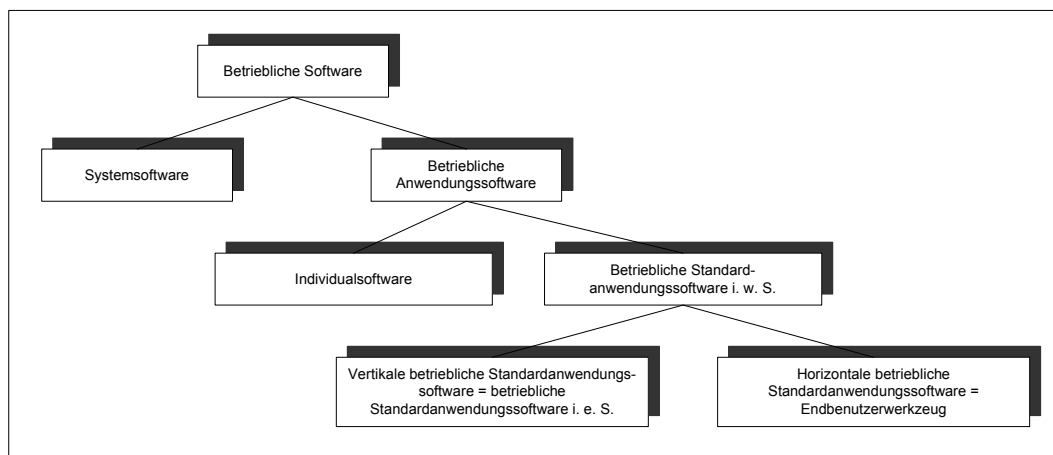 Betriebliche Software
Systemsoftware
Betriebliche
Anwendungssoftware
Individualsoftware
Betriebliche Standard-
anwendungssoftware i. w. S.
Vertikale betriebliche Standardanwendungs-
software = betriebliche
Standardanwendungssoftware i. e. S.
Horizontale betriebliche
Standardanwendungssoftware =
Endbenutzerwerkzeug